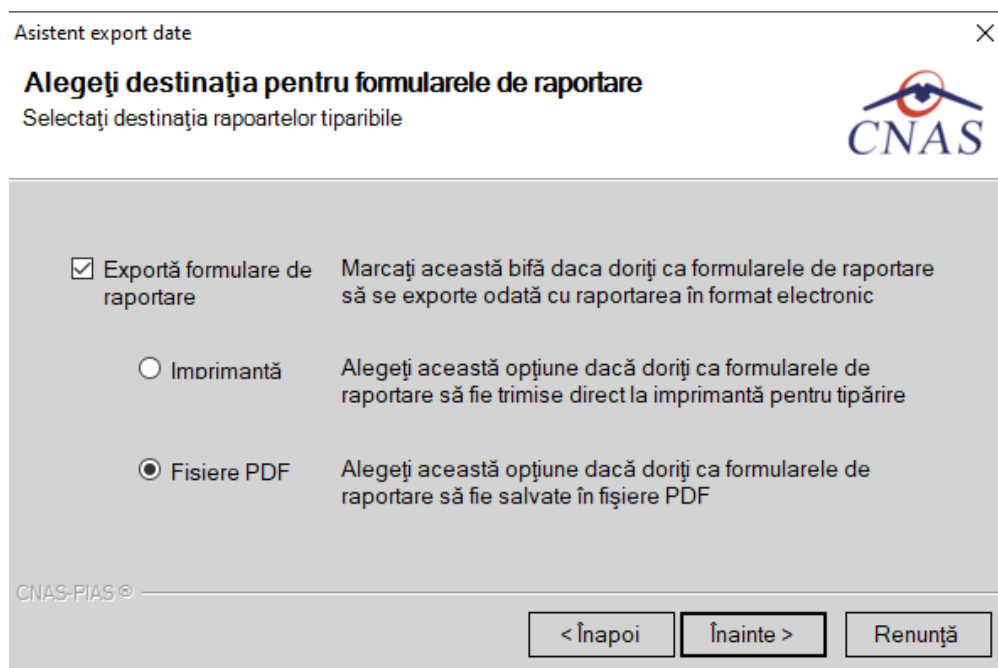 Asistent export date
Alegeţi destinaţia pentru formularele de raportare
Selectaţi destinaţia rapoartelor tiparibile
CNAS
Exportă formulare de
raportare
Marcaţi această bifă daca doriţi ca formularele de raportare
să se exporte odată cu raportarea în format electronic
Imprimantă
Alegeţi această opţiune dacă doriţi ca formularele de
raportare să fie trimise direct la imprimantă pentru tipărire
Fisiere PDF
Alegeţi această opţiune dacă doriţi ca formularele de
raportare să fie salvate în fişiere PDF
CNAS-PIAS ®
< Înapoi
Înainte >
Renunţă